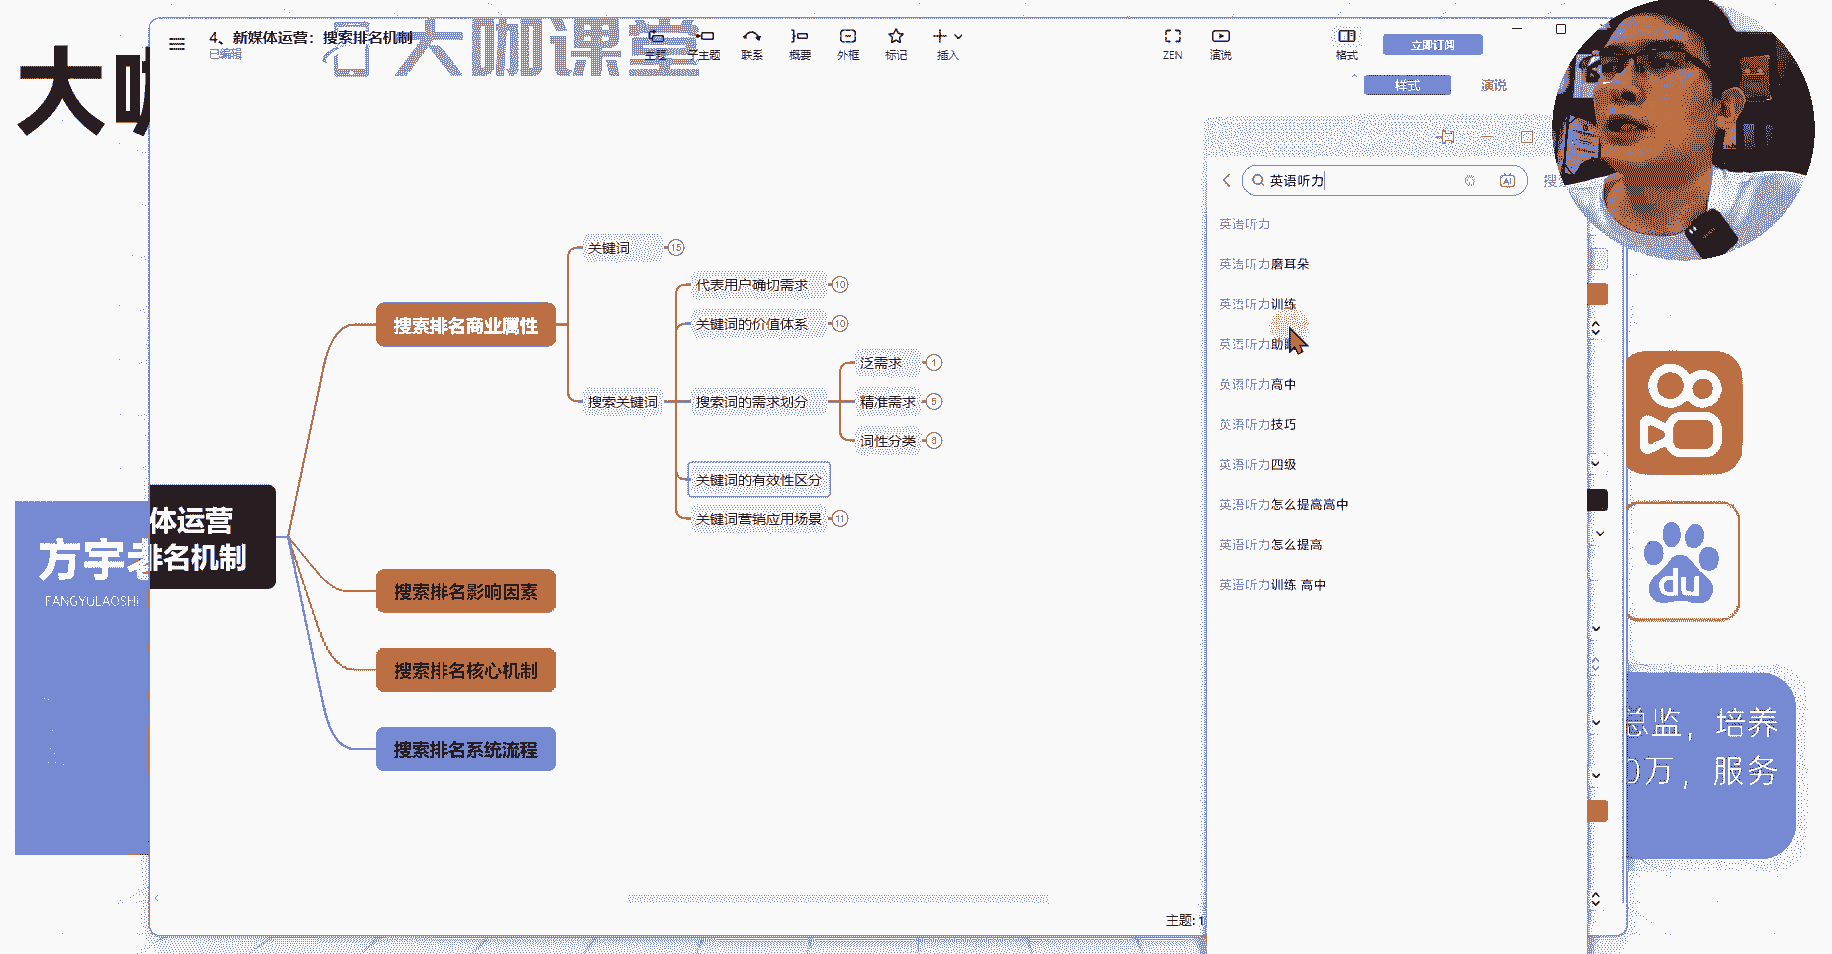 4、新媒体运营：搜索排名机制
已编辑
大咖课堂
主题
子主题
联系
概要
外框
标记
插入
ZEN
演说
格式
立即订阅
样式
演说
大咖
英语听力
AI
搜
英语听力
英语听力磨耳朵
英语听力训练
英语听力助
英语听力高中
英语听力技巧
英语听力四级
英语听力怎么提高高中
英语听力怎么提高
英语听力训练 高中
关键词
15
代表用户确切需求
10
搜索排名商业属性
关键词的价值体系
10
泛需求
1
搜索关键词
搜索词的需求划分
精准需求
5
词性分类
8
关键词的有效性区分
关键词营销应用场景
11
体运营
排名机制
搜索排名影响因素
搜索排名核心机制
搜索排名系统流程
方宇老
FANGYULAOSHI
du
总监，培养
0万，服务
主题: 1